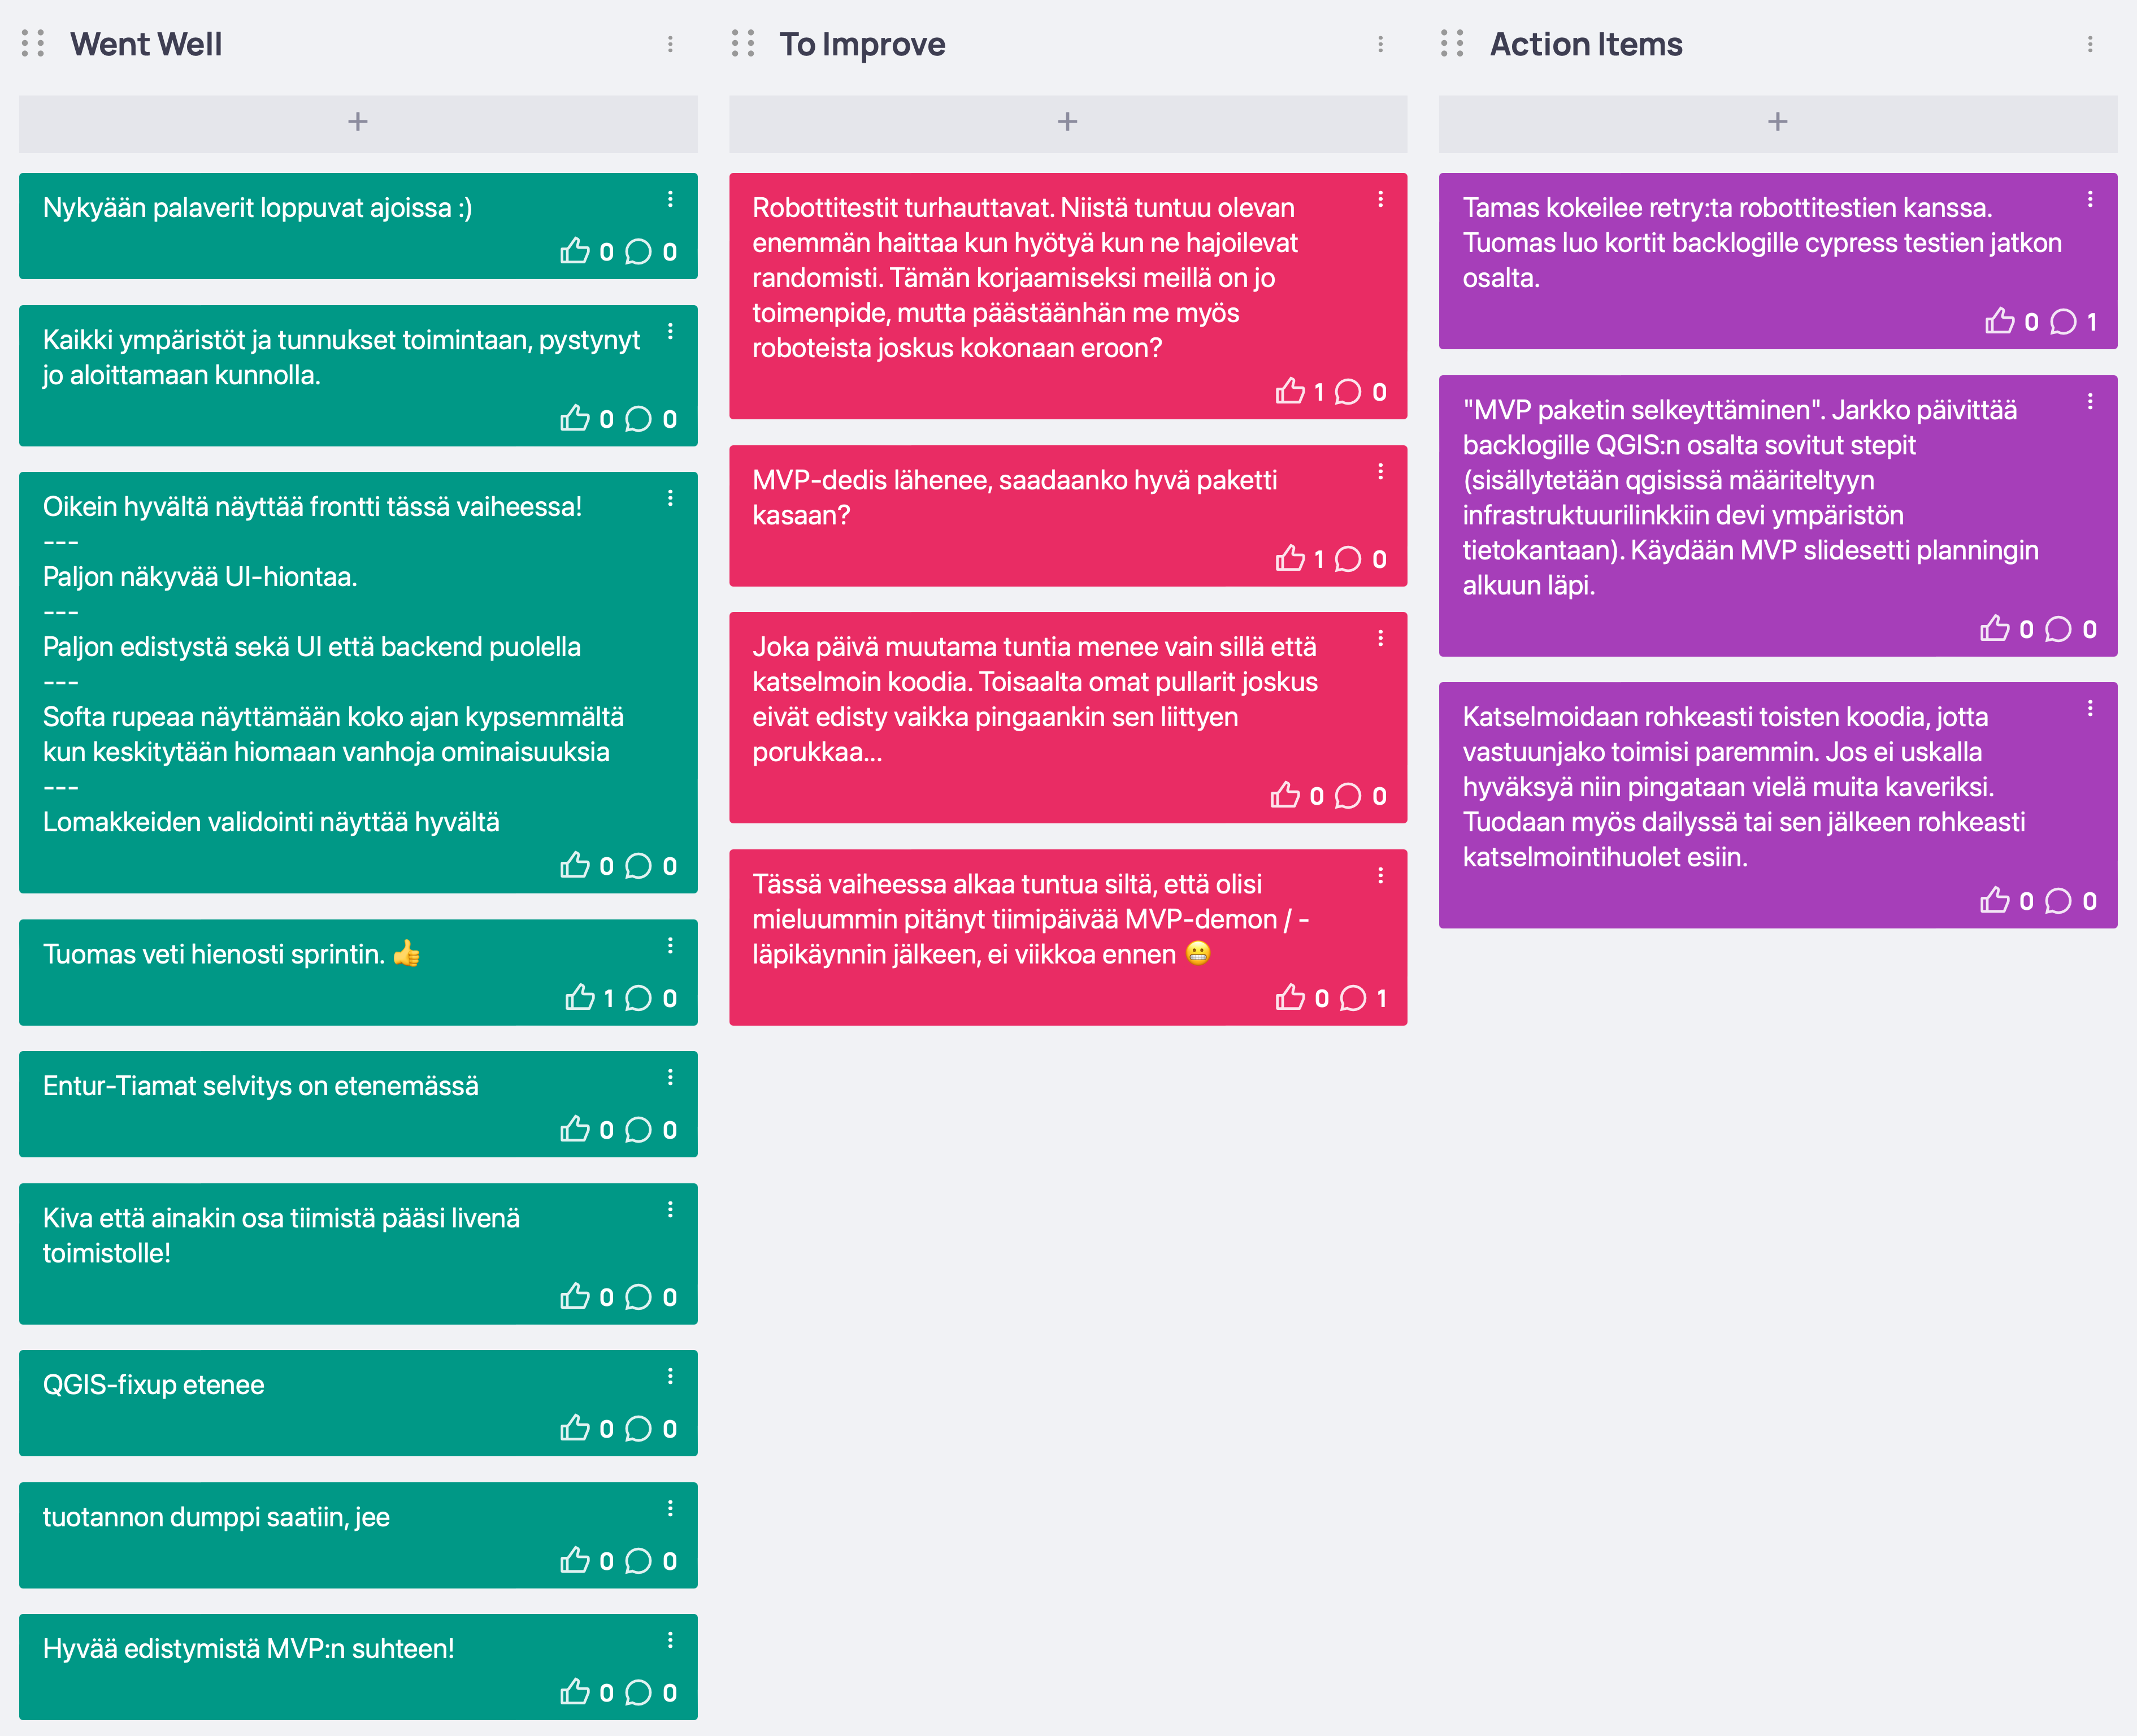 Went Well
Nykyään palaverit loppuvat ajoissa :)
0 0
Kaikki ympäristöt ja tunnukset toimintaan, pystynyt
jo aloittamaan kunnolla.
0 0
Oikein hyvältä näyttää frontti tässä vaiheessa!
---
Paljon näkyvää UI-hiontaa.
---
Paljon edistystä sekä UI että backend puolella
---
Softa rupeaa näyttämään koko ajan kypsemmältä
kun keskitytään hiomaan vanhoja ominaisuuksia
---
Lomakkeiden validointi näyttää hyvältä
0 0
Tuomas veti hienosti sprintin. 👍
1 0
Entur-Tiamat selvitys on etenemässä
0 0
Kiva että ainakin osa tiimistä pääsi livenä
toimistolle!
0 0
QGIS-fixup etenee
0 0
tuotannon dumppi saatiin, jee
0 0
Hyvää edistymistä MVP:n suhteen!
0 0
To Improve
Robottitestit turhauttavat. Niistä tuntuu olevan
enemmän haittaa kun hyötyä kun ne hajoilevat
randomisti. Tämän korjaamiseksi meillä on jo
toimenpide, mutta päästäänhän me myös
roboteista joskus kokonaan eroon?
1 0
MVP-dedis lähenee, saadaanko hyvä paketti
kasaan?
1 0
Joka päivä muutama tuntia menee vain sillä että
katselmoin koodia. Toisaalta omat pullarit joskus
eivät edisty vaikka pingaankin sen liittyen
porukkaa...
0 0
Tässä vaiheessa alkaa tuntua siltä, että olisi
mieluummin pitänyt tiimipäivää MVP-demon / -
läpikäynnin jälkeen, ei viikkoa ennen 😬
0 1
Action Items
Tamas kokeilee retry:ta robottitestien kanssa.
Tuomas luo kortit backlogille cypress testien jatkon
osalta.
0 1
"MVP paketin selkeyttäminen". Jarkko päivittää
backlogille QGIS:n osalta sovitut stepit
(sisällytetään qgisissä määriteltyyn
infrastruktuurilinkkiin devi ympäristön
tietokantaan). Käydään MVP slidesetti planningin
alkuun läpi.
0 0
Katselmoidaan rohkeasti toisten koodia, jotta
vastuunjako toimisi paremmin. Jos ei uskalla
hyväksyä niin pingataan vielä muita kaveriksi.
Tuodaan myös dailyssä tai sen jälkeen rohkeasti
katselmointihuolet esiin.
0 0